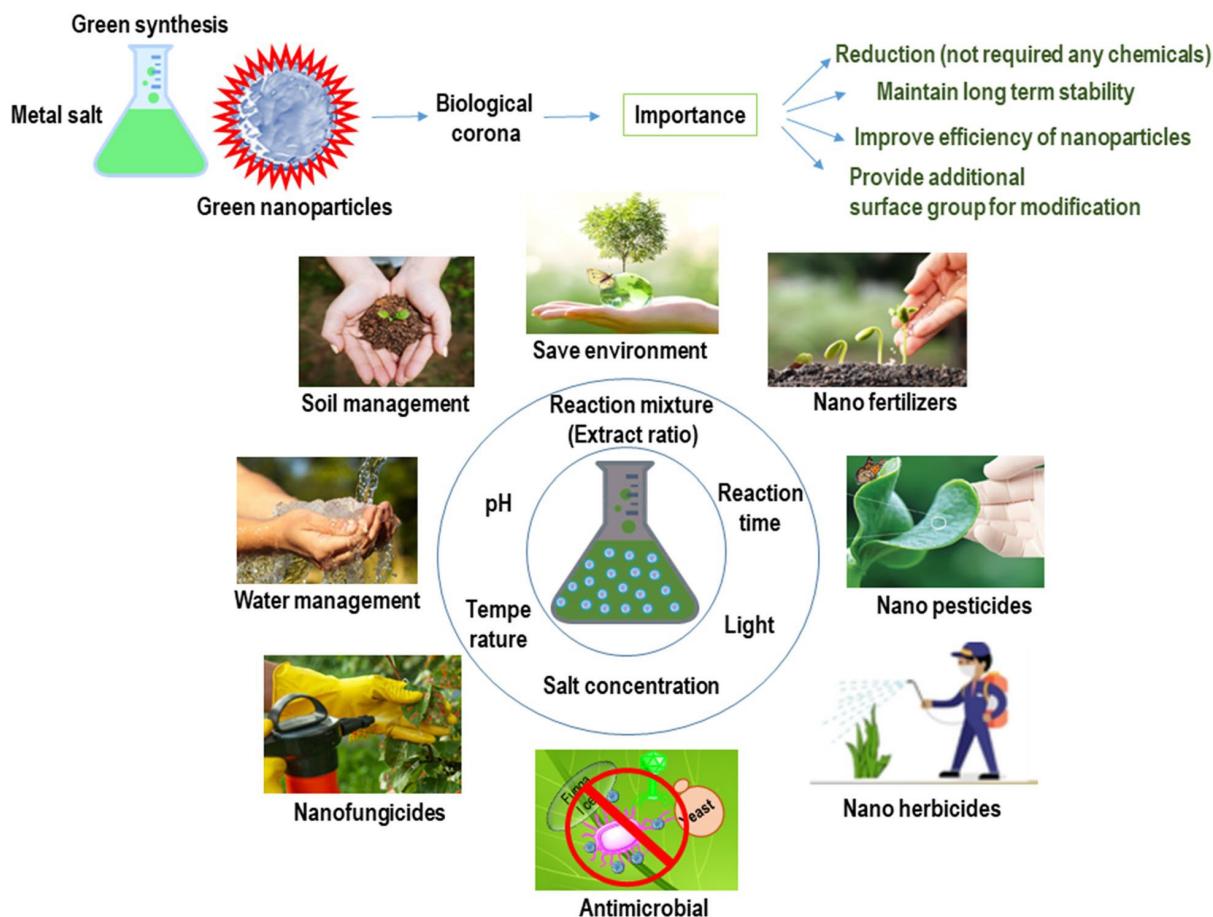 Green synthesis
Metal salt
Green nanoparticles
Biological
corona
Importance
Reduction (not required any chemicals)
Maintain long term stability
Improve efficiency of nanoparticles
Provide additional
surface group for modification
Save environment
Soil management
Nano fertilizers
Reaction mixture
(Extract ratio)
pH
Reaction
time
Water management
Nano pesticides
Tempe
rature
Light
Salt concentration
Nanofungicides
Nano herbicides
Funga
l ce
Yeast
Antimicrobial